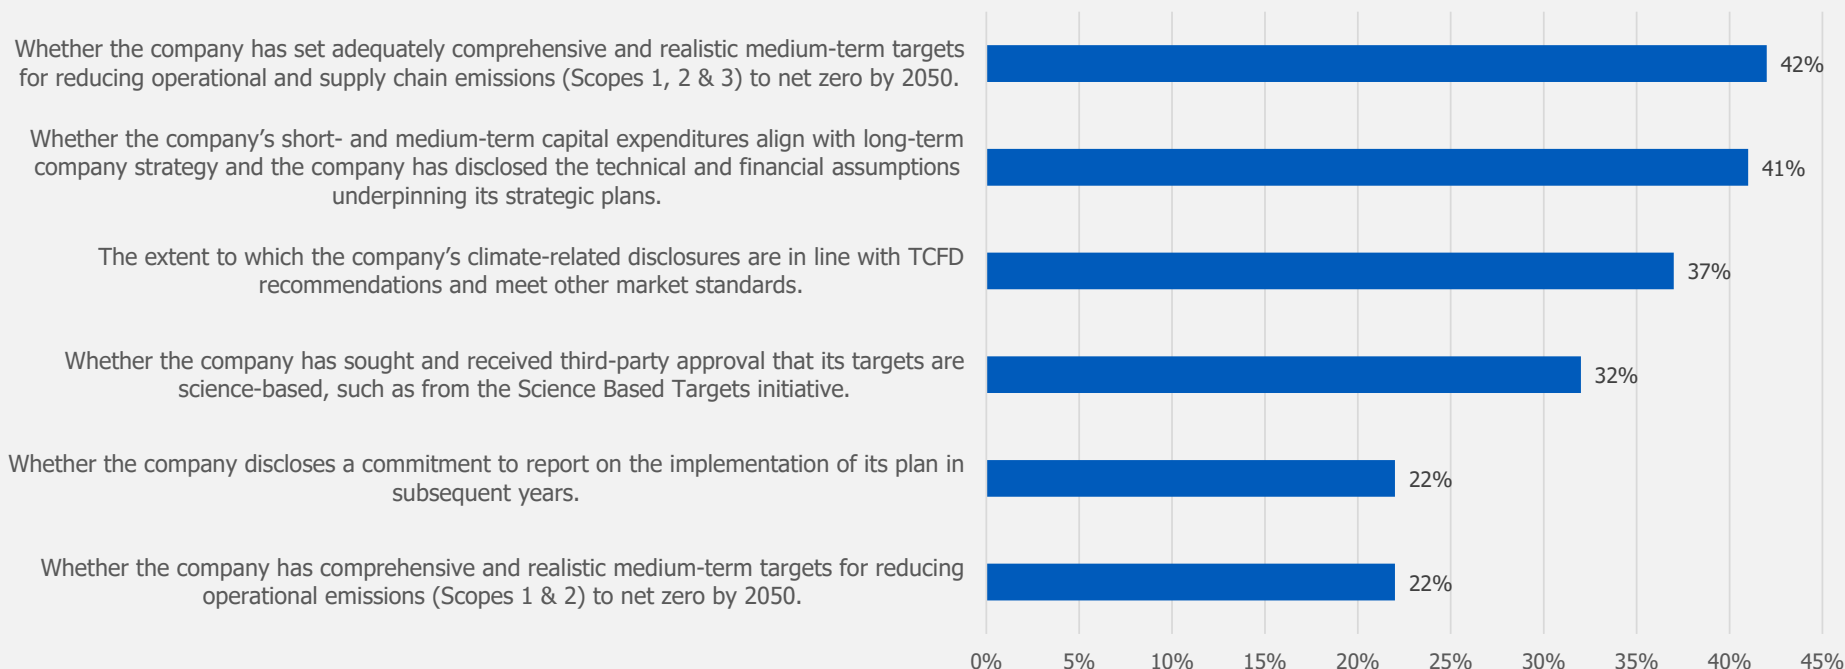 Whether the company has set adequately comprehensive and realistic medium-term targets
for reducing operational and supply chain emissions (Scopes 1, 2 & 3) to net zero by 2050.
42%
Whether the company’s short- and medium-term capital expenditures align with long-term
company strategy and the company has disclosed the technical and financial assumptions
underpinning its strategic plans.
41%
The extent to which the company’s climate-related disclosures are in line with TCFD
recommendations and meet other market standards.
37%
Whether the company has sought and received third-party approval that its targets are
science-based, such as from the Science Based Targets initiative.
32%
Whether the company discloses a commitment to report on the implementation of its plan in
subsequent years.
22%
Whether the company has comprehensive and realistic medium-term targets for reducing
operational emissions (Scopes 1 & 2) to net zero by 2050.
22%
0% 5% 10% 15% 20% 25% 30% 35% 40% 45%